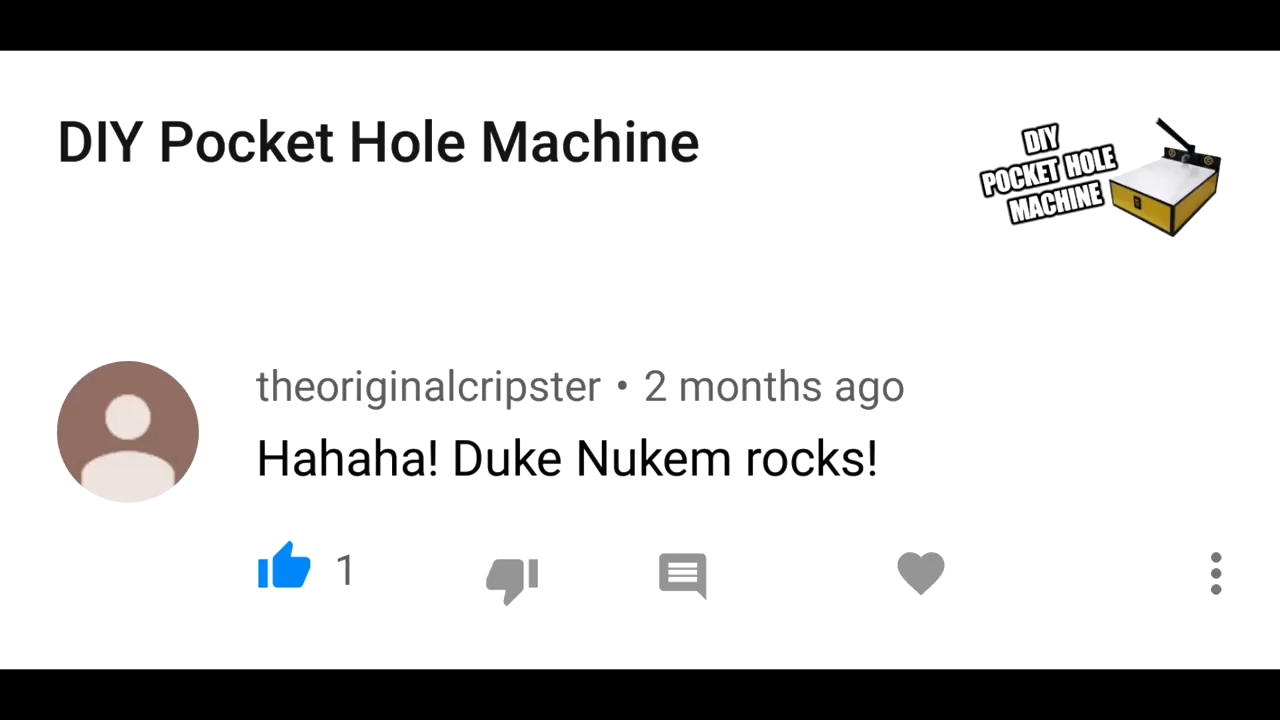 DIY Pocket Hole Machine
DIY
POCKET HOLE
MACHINE
theoriginalcripster • 2 months ago
Hahaha! Duke Nukem rocks!
1